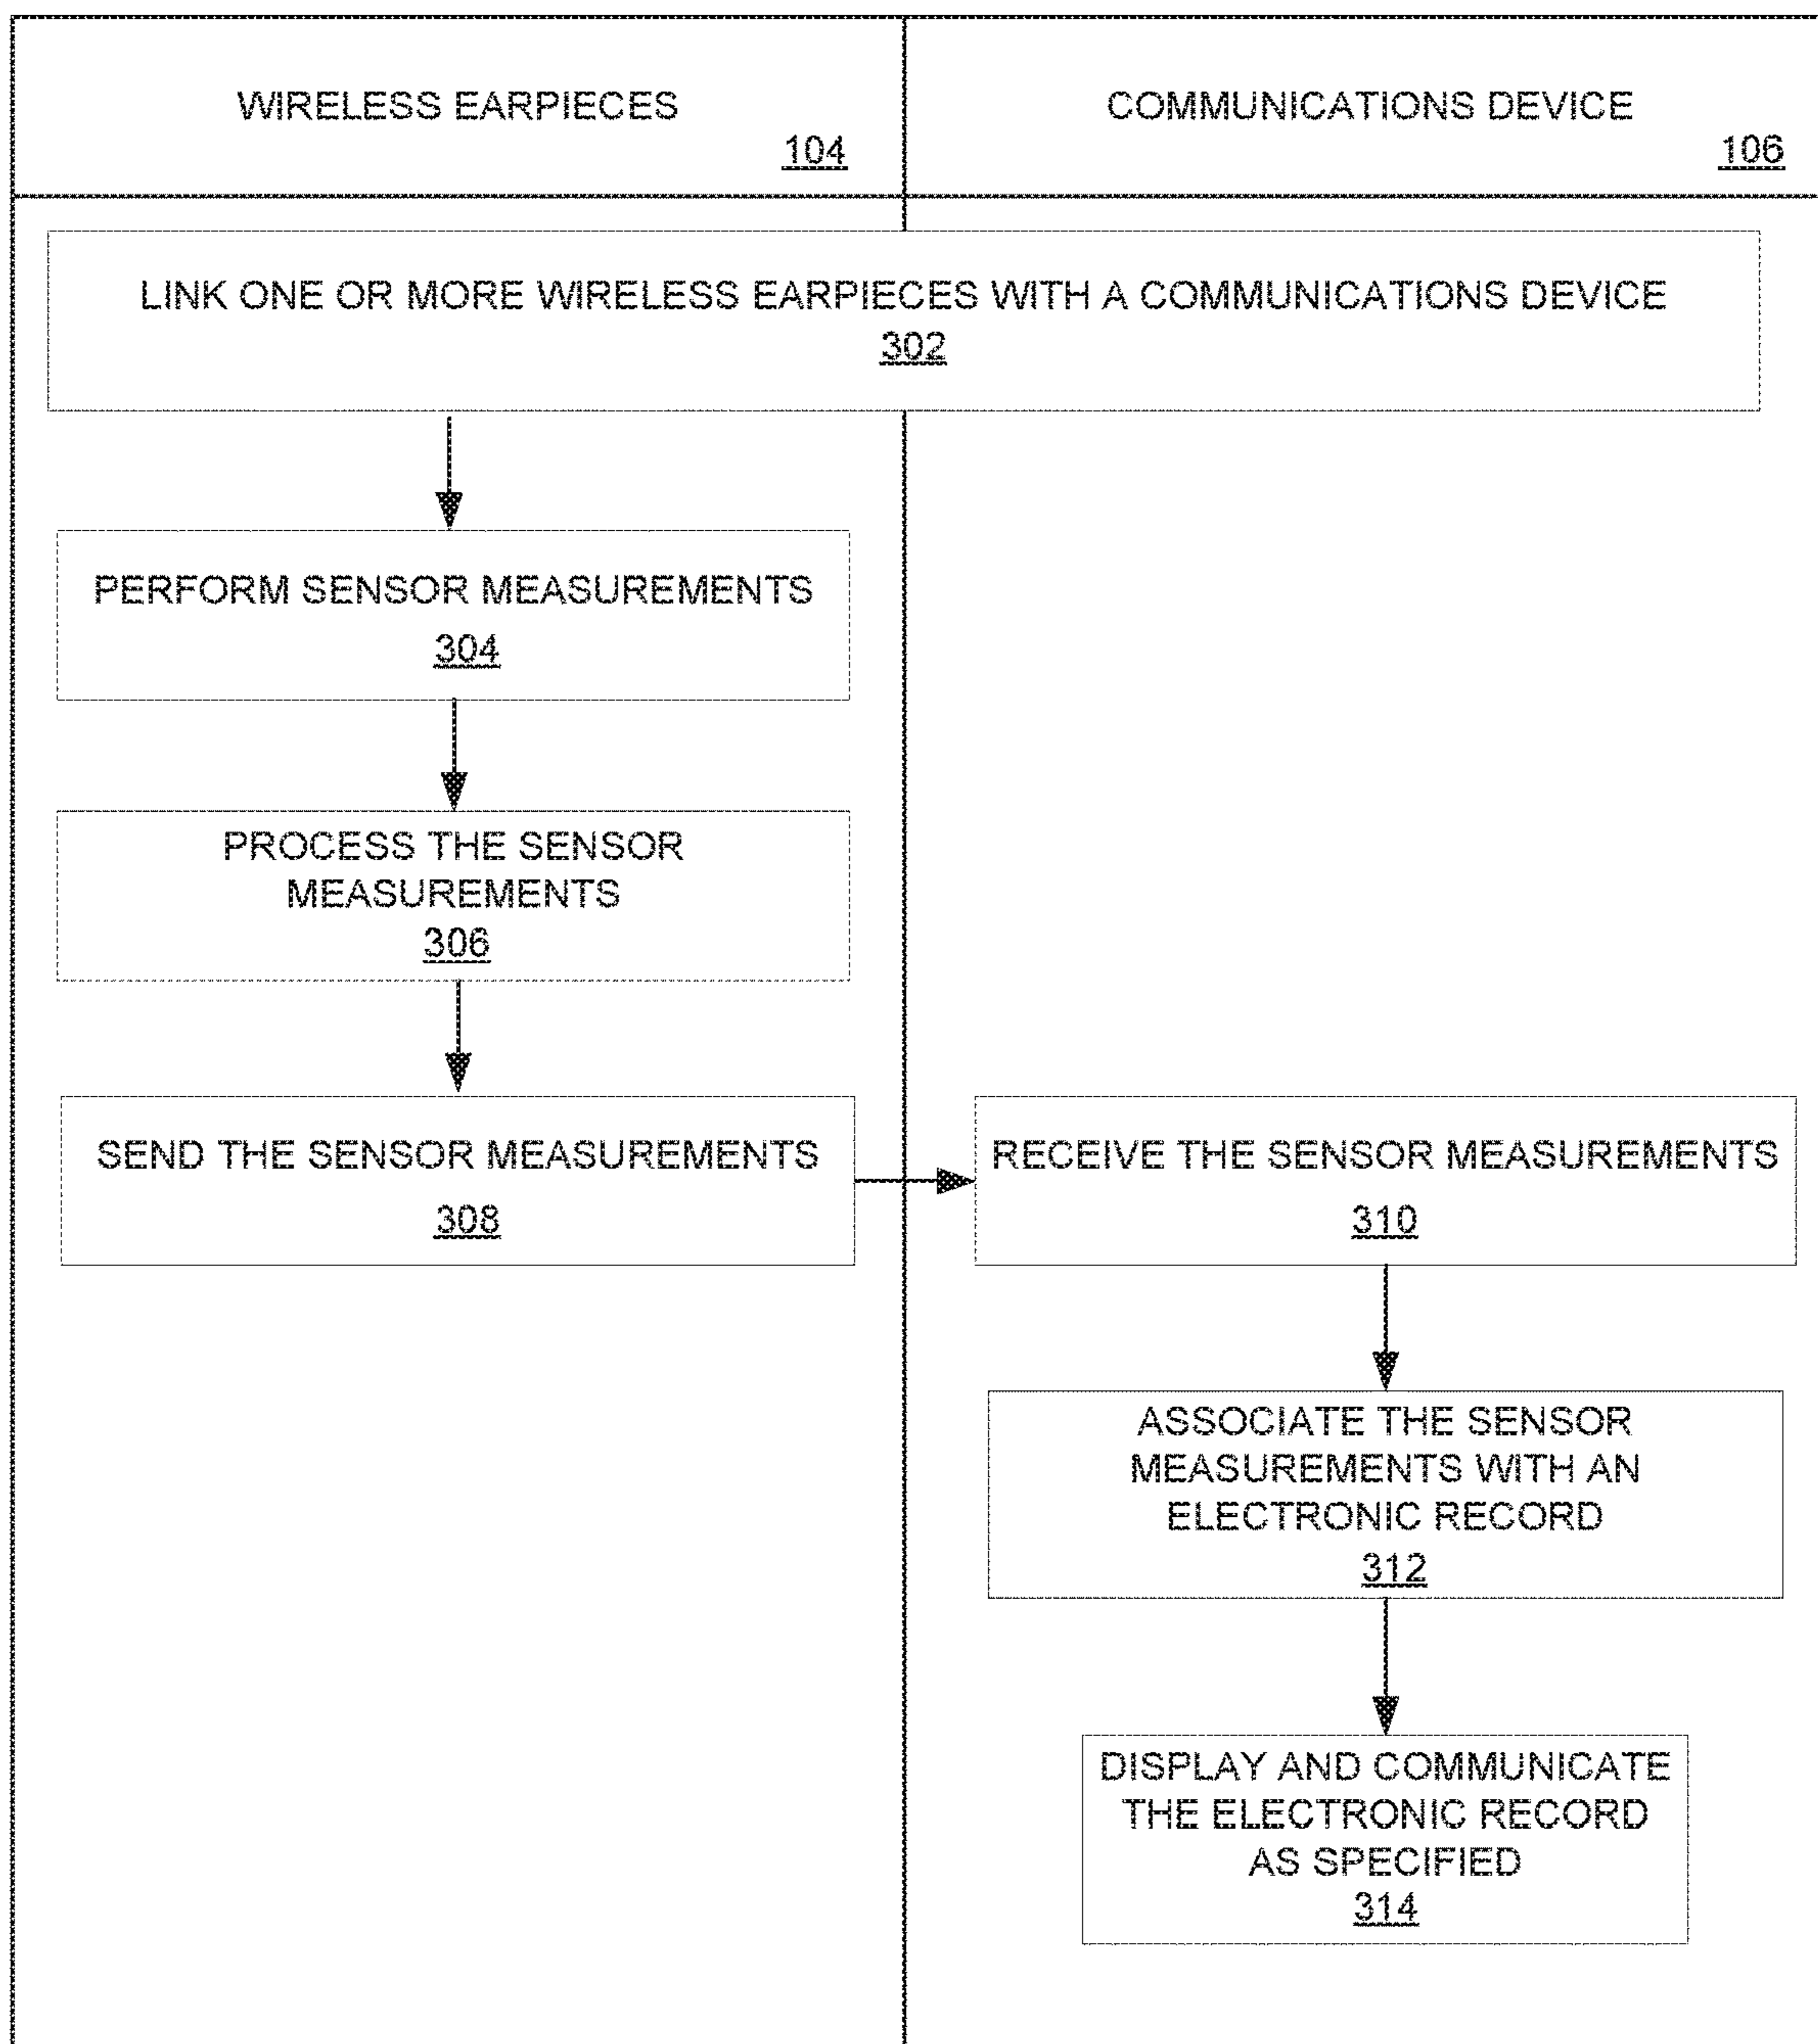 WIRELESS EARPIECES
104
COMMUNICATIONS DEVICE
106
LINK ONE OR MORE WIRELESS EARPIECES WITH A COMMUNICATIONS DEVICE
302
PERFORM SENSOR MEASUREMENTS
304
PROCESS THE SENSOR
MEASUREMENTS
306
SEND THE SENSOR MEASUREMENTS
308
RECEIVE THE SENSOR MEASUREMENTS
310
ASSOCIATE THE SENSOR
MEASUREMENTS WITH AN
ELECTRONIC RECORD
312
DISPLAY AND COMMUNICATE
THE ELECTRONIC RECORD
AS SPECIFIED
314